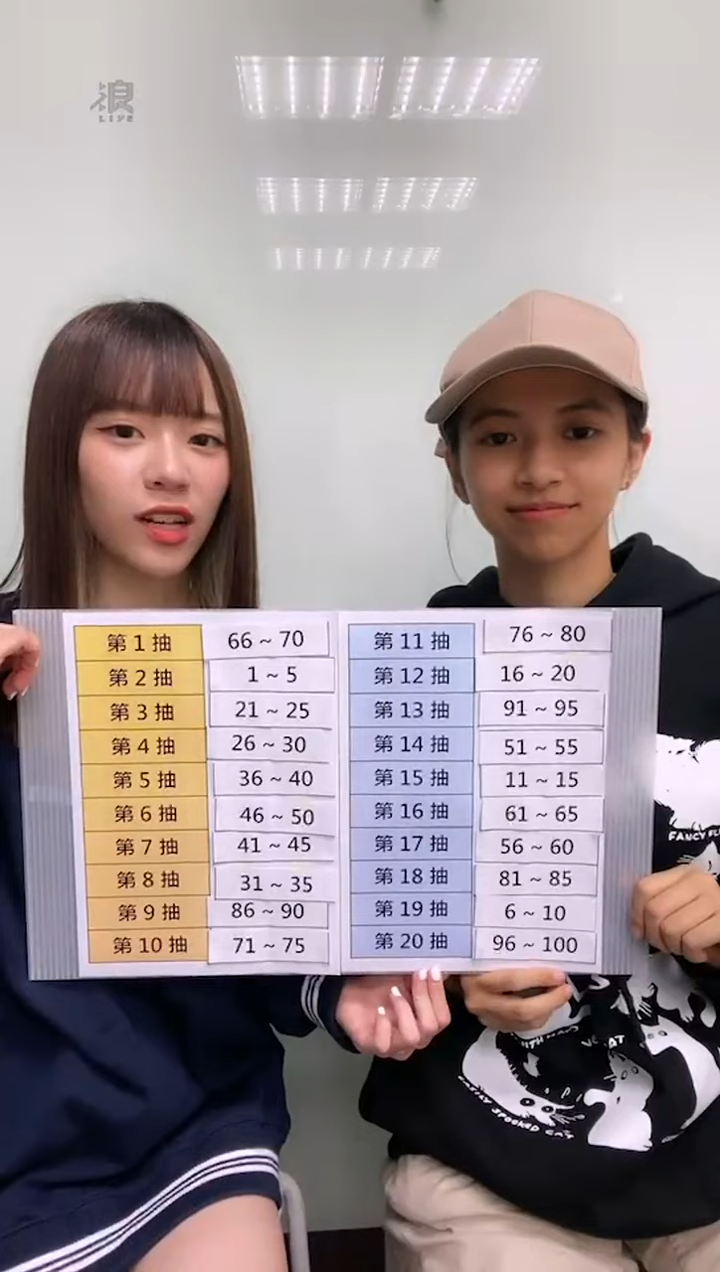 浪
LIVE
第 1 抽 66 ~ 70
第 2 抽 1 ~ 5
第 3 抽 21 ~ 25
第 4 抽 26 ~ 30
第 5 抽 36 ~ 40
第 6 抽 46 ~ 50
第 7 抽 41 ~ 45
第 8 抽 31 ~ 35
第 9 抽 86 ~ 90
第 10 抽 71 ~ 75
第 11 抽 76 ~ 80
第 12 抽 16 ~ 20
第 13 抽 91 ~ 95
第 14 抽 51 ~ 55
第 15 抽 11 ~ 15
第 16 抽 61 ~ 65
第 17 抽 56 ~ 60
第 18 抽 81 ~ 85
第 19 抽 6 ~ 10
第 20 抽 96 ~ 100
FANCY
EASILY SPOOKED CAT